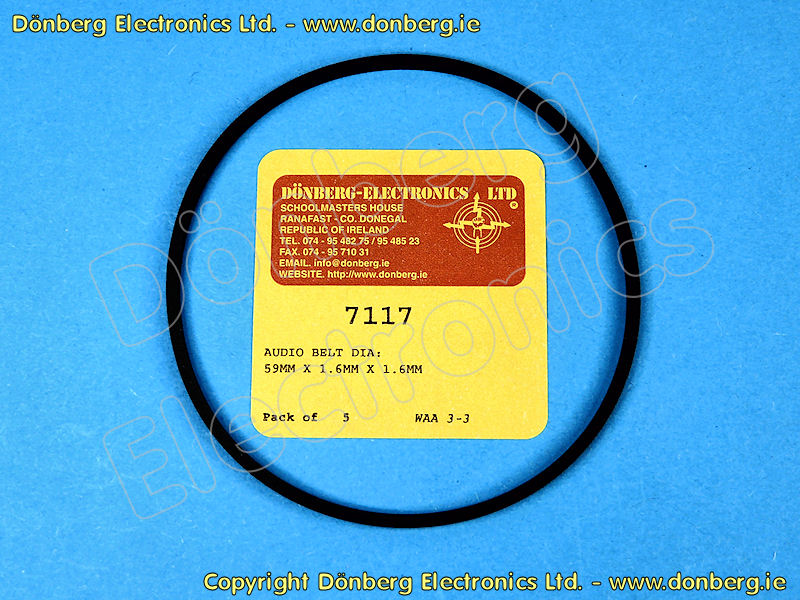 Dönberg Electronics Ltd. - www.donberg.ie
DÖNBERG-ELECTRONICS LTD
®
SCHOOLMASTERS HOUSE
RANAFAST - CO. DONEGAL
REPUBLIC OF IRELAND
TEL. 074 - 95 482 75 / 95 485 23
FAX. 074 - 95 710 31
EMAIL. info@donberg.ie
WEBSITE. http://www.donberg.ie
7117
AUDIO BELT DIA:
59MM X 1.6MM X 1.6MM
Pack of 5 WAA 3-3
Dönberg
Electronics
Copyright Dönberg Electronics Ltd. - www.donberg.ie